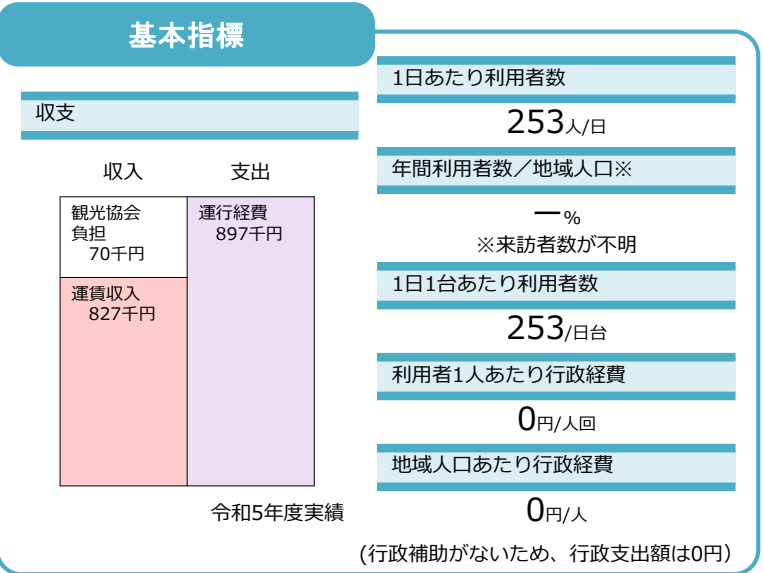 基本指標
収支
収入 支出
観光協会
負担
70千円
運賃収入
827千円
運行経費
897千円
令和5年度実績
1日あたり利用者数
253人/日
年間利用者数／地域人口※
ー%
※来訪者数が不明
1日1台あたり利用者数
253/日台
利用者1人あたり行政経費
0円/人回
地域人口あたり行政経費
0円/人
(行政補助がないため、行政支出額は0円）